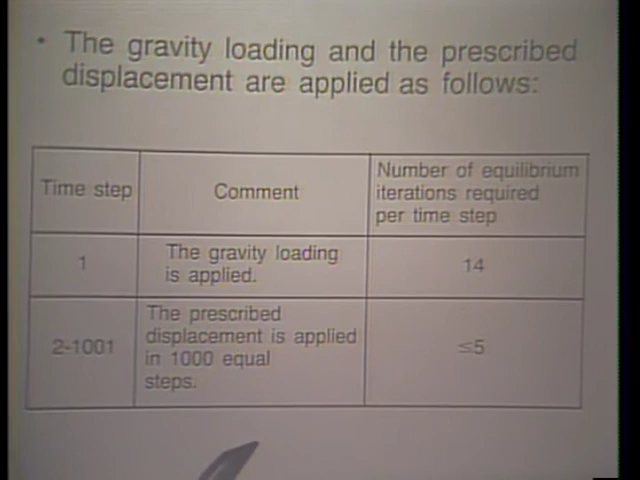 • The gravity loading and the prescribed
displacement are applied as follows:
Time step
Comment
Number of equilibrium
iterations required
per time step
1
The gravity loading
is applied.
14
2-1001
The prescribed
displacement is applied
in 1000 equal
steps.
≤5